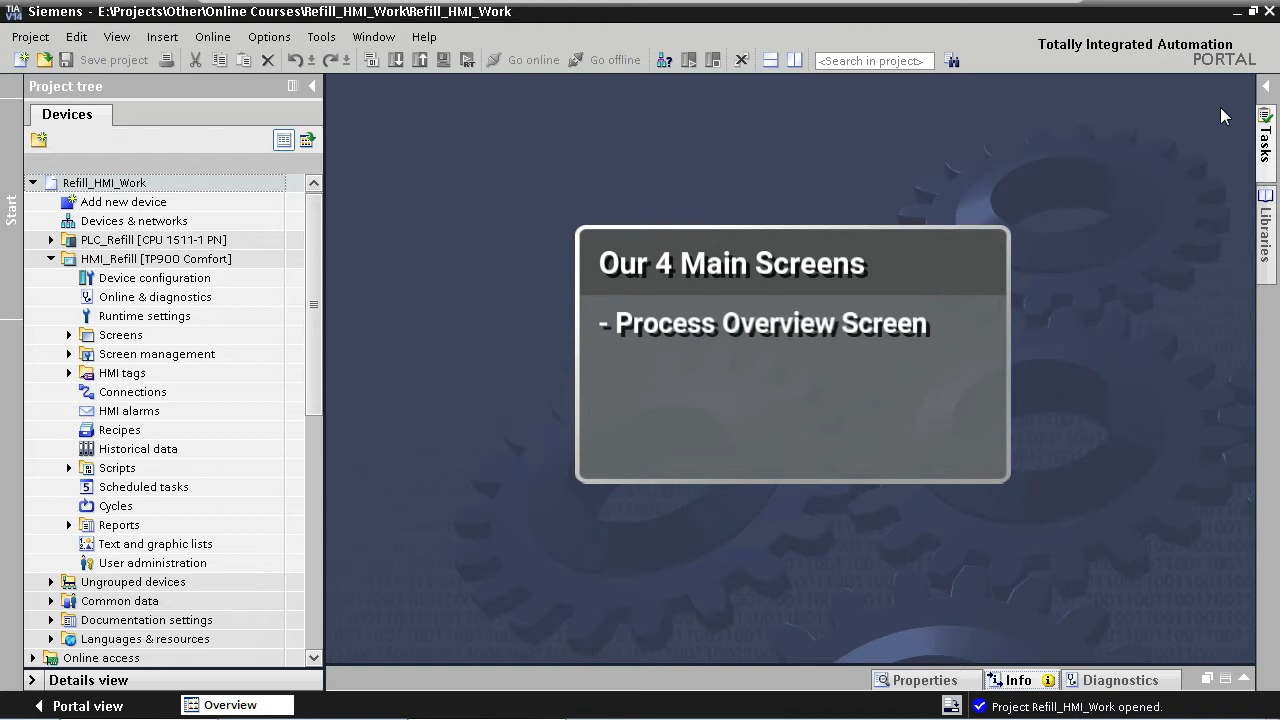 TIA V14 Siemens - E:\Projects\Other\Online Courses\Refill_HMI_Work\Refill_HMI_Work
Project Edit View Insert Online Options Tools Window Help
Totally Integrated Automation
PORTAL
Save project Go online Go offline <Search in project>
Project tree
Devices
Start
Tasks
Libraries
Refill_HMI_Work
Add new device
Devices & networks
PLC_Refill [CPU 1511-1 PN]
HMI_Refill [TP900 Comfort]
Device configuration
Online & diagnostics
Runtime settings
Screens
Screen management
HMI tags
Connections
HMI alarms
Recipes
Historical data
Scripts
Scheduled tasks
Cycles
Reports
Text and graphic lists
User administration
Ungrouped devices
Common data
Documentation settings
Languages & resources
Online access
Our 4 Main Screens
- Process Overview Screen
Details view
Properties Info Diagnostics
Portal view Overview Project Refill_HMI_Work opened.